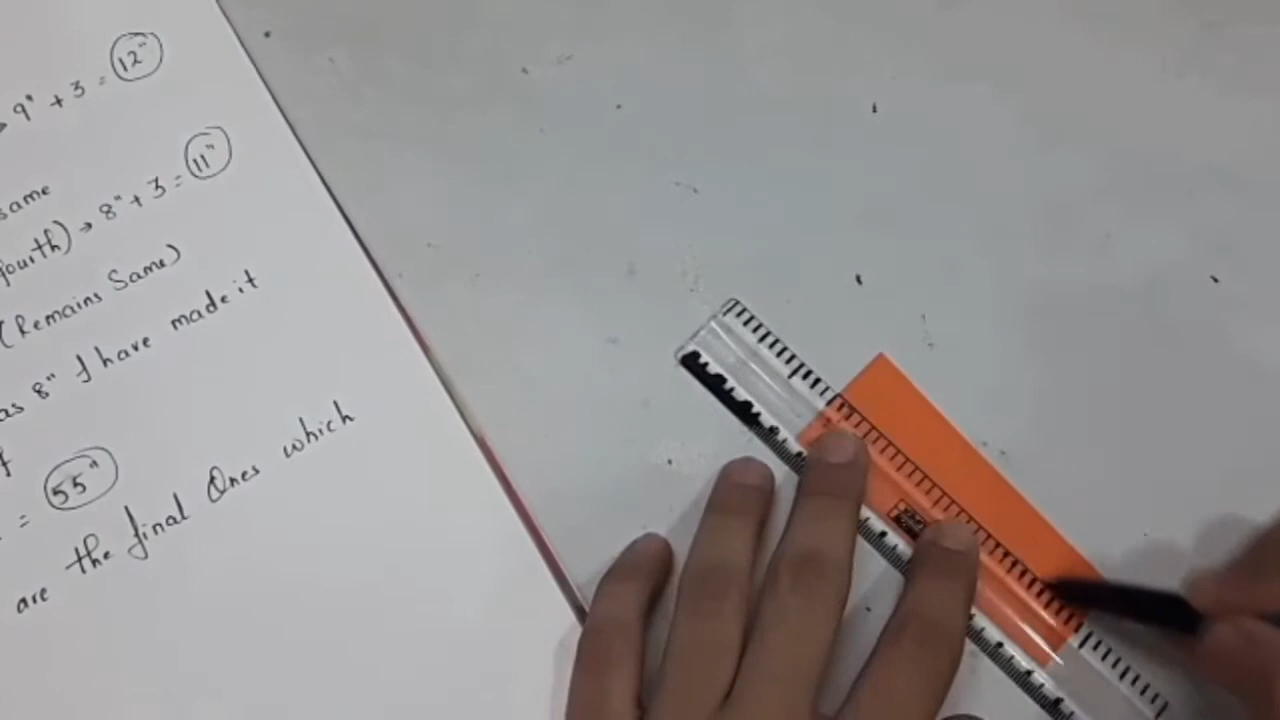 9" + 3 = 12"
same
fourth) → 8" + 3 = 11"
(Remains Same)
as 8" I have made it
= 55"
are the final Ones which